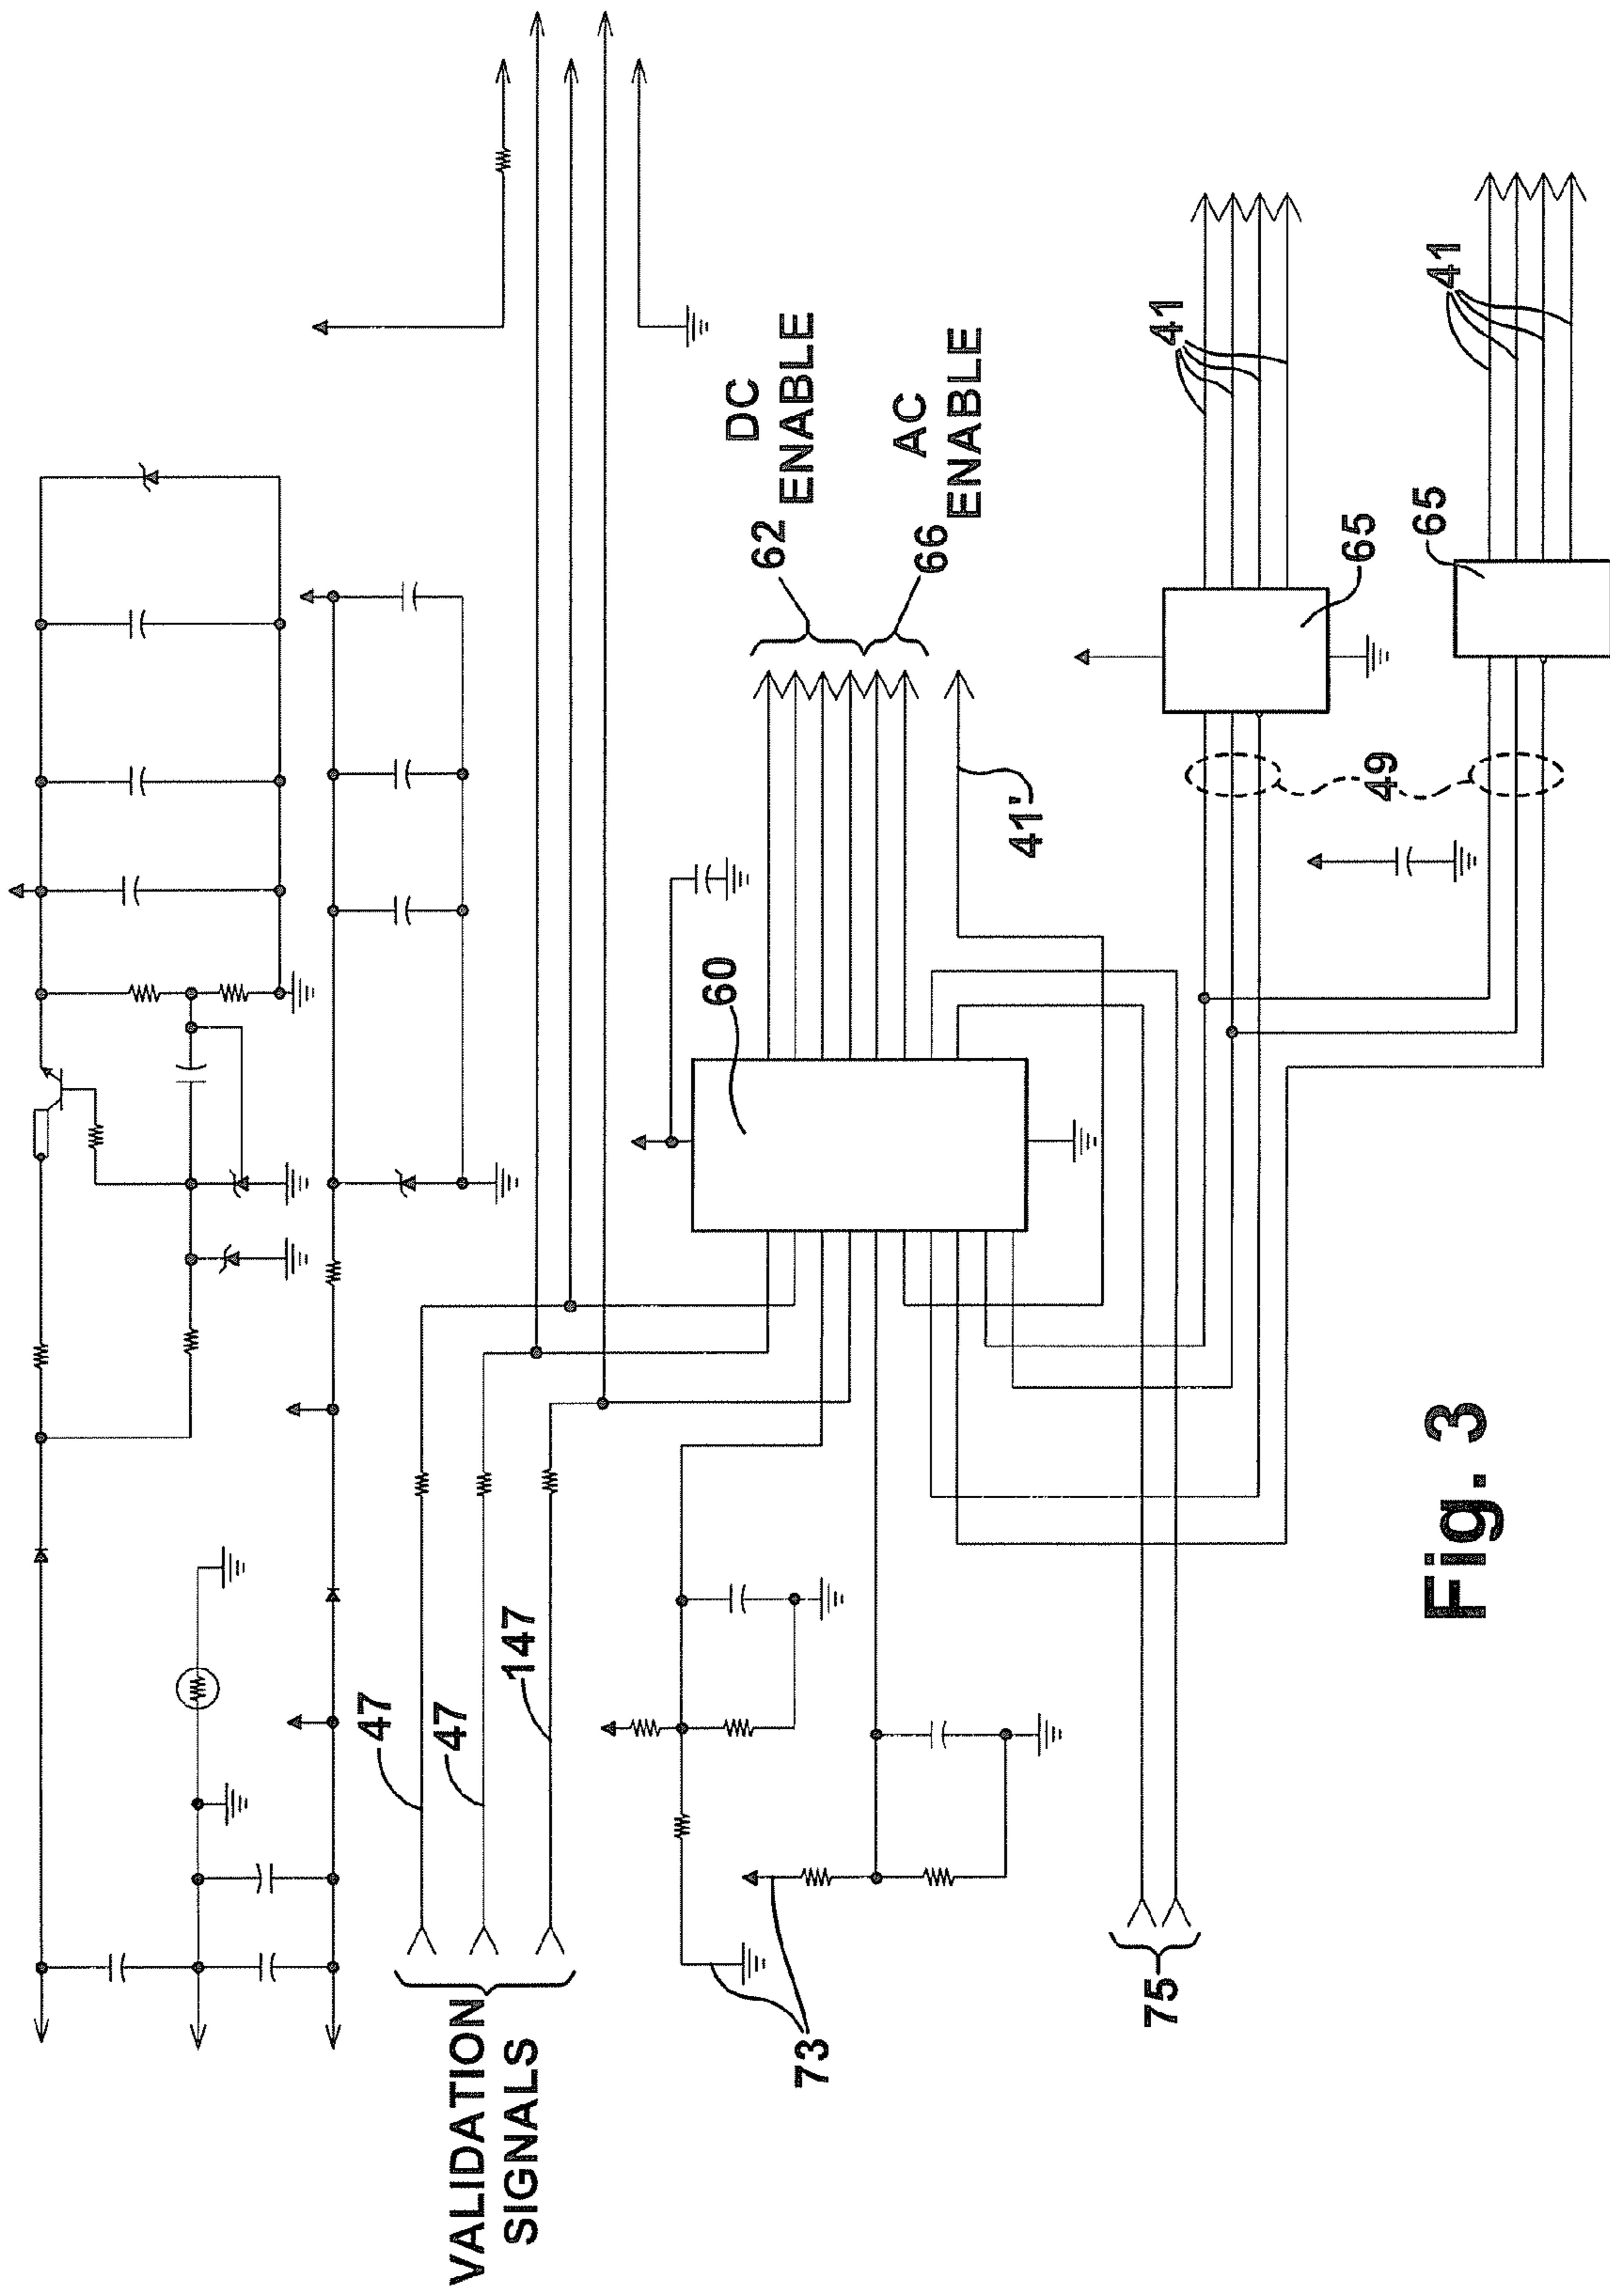 VALIDATION
SIGNALS
47
47
147
73
75
60
DC
ENABLE
62
AC
ENABLE
66
41'
41
65
49
41
65
Fig. 3